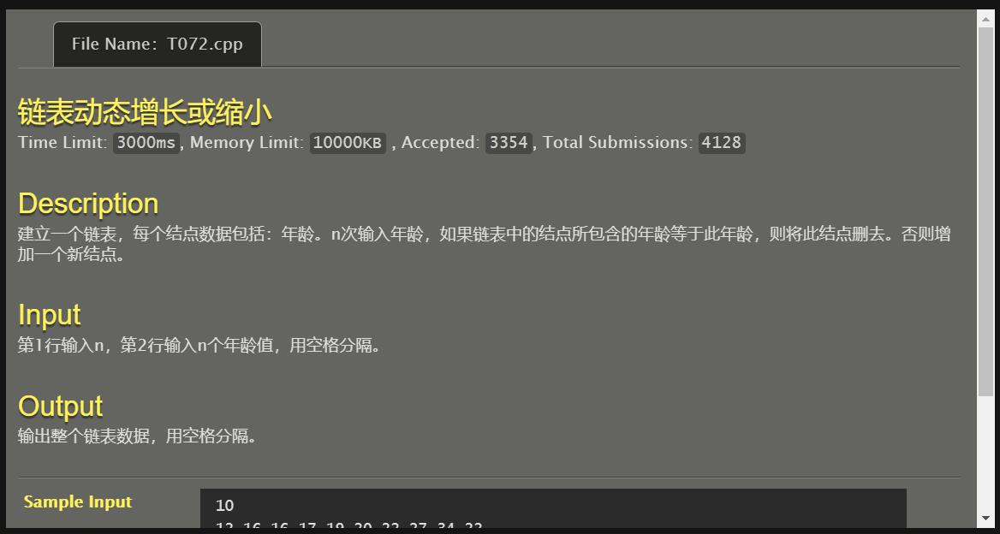 File Name：T072.cpp
链表动态增长或缩小
Time Limit: 3000ms, Memory Limit: 10000KB , Accepted: 3354, Total Submissions: 4128
Description
建立一个链表，每个结点数据包括：年龄。n次输入年龄，如果链表中的结点所包含的年龄等于此年龄，则将此结点删去。否则增
加一个新结点。
Input
第1行输入n，第2行输入n个年龄值，用空格分隔。
Output
输出整个链表数据，用空格分隔。
Sample Input
10